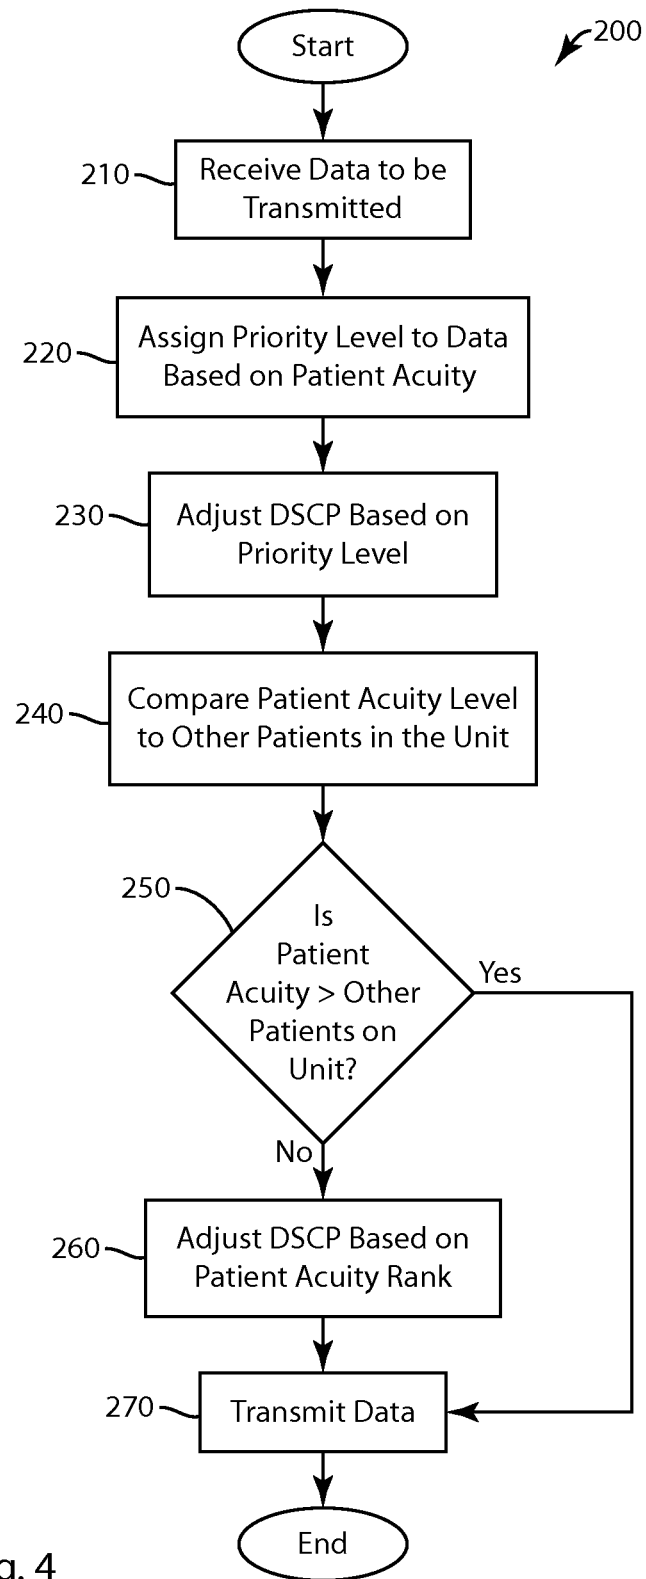 Start
200
210
Receive Data to be
Transmitted
220
Assign Priority Level to Data
Based on Patient Acuity
230
Adjust DSCP Based on
Priority Level
240
Compare Patient Acuity Level
to Other Patients in the Unit
250
Is
Patient
Acuity > Other
Patients on
Unit?
Yes
No
260
Adjust DSCP Based on
Patient Acuity Rank
270
Transmit Data
End
g. 4